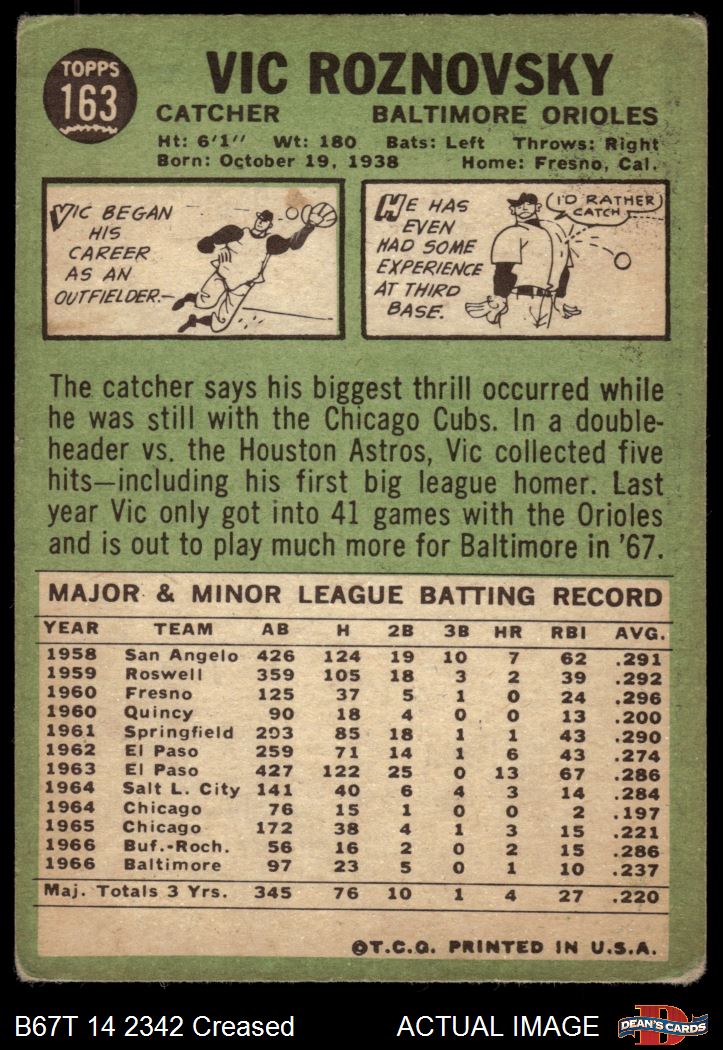 TOPPS
163
VIC ROZNOVSKY
CATCHER BALTIMORE ORIOLES
Ht: 6'1" Wt: 180 Bats: Left Throws: Right
Born: October 19, 1938 Home: Fresno, Cal.
VIC BEGAN
HIS
CAREER
AS AN
OUTFIELDER.—
HE HAS
EVEN
HAD SOME
EXPERIENCE
AT THIRD
BASE.
I'D RATHER
CATCH
The catcher says his biggest thrill occurred while
he was still with the Chicago Cubs. In a double-
header vs. the Houston Astros, Vic collected five
hits—including his first big league homer. Last
year Vic only got into 41 games with the Orioles
and is out to play much more for Baltimore in '67.
MAJOR & MINOR LEAGUE BATTING RECORD
YEAR TEAM AB H 2B 3B HR RBI AVG.
1958 San Angelo 426 124 19 10 7 62 .291
1959 Roswell 359 105 18 3 2 39 .292
1960 Fresno 125 37 5 1 0 24 .296
1960 Quincy 90 18 4 0 0 13 .200
1961 Springfield 293 85 18 1 1 43 .290
1962 El Paso 259 71 14 1 6 43 .274
1963 El Paso 427 122 25 0 13 67 .286
1964 Salt L. City 141 40 6 4 3 14 .284
1964 Chicago 76 15 1 0 0 2 .197
1965 Chicago 172 38 4 1 3 15 .221
1966 Buf.-Roch. 56 16 2 0 2 15 .286
1966 Baltimore 97 23 5 0 1 10 .237
Maj. Totals 3 Yrs. 345 76 10 1 4 27 .220
©T.C.G. PRINTED IN U.S.A.
B67T 14 2342 Creased ACTUAL IMAGE
D
DEAN'S CARDS